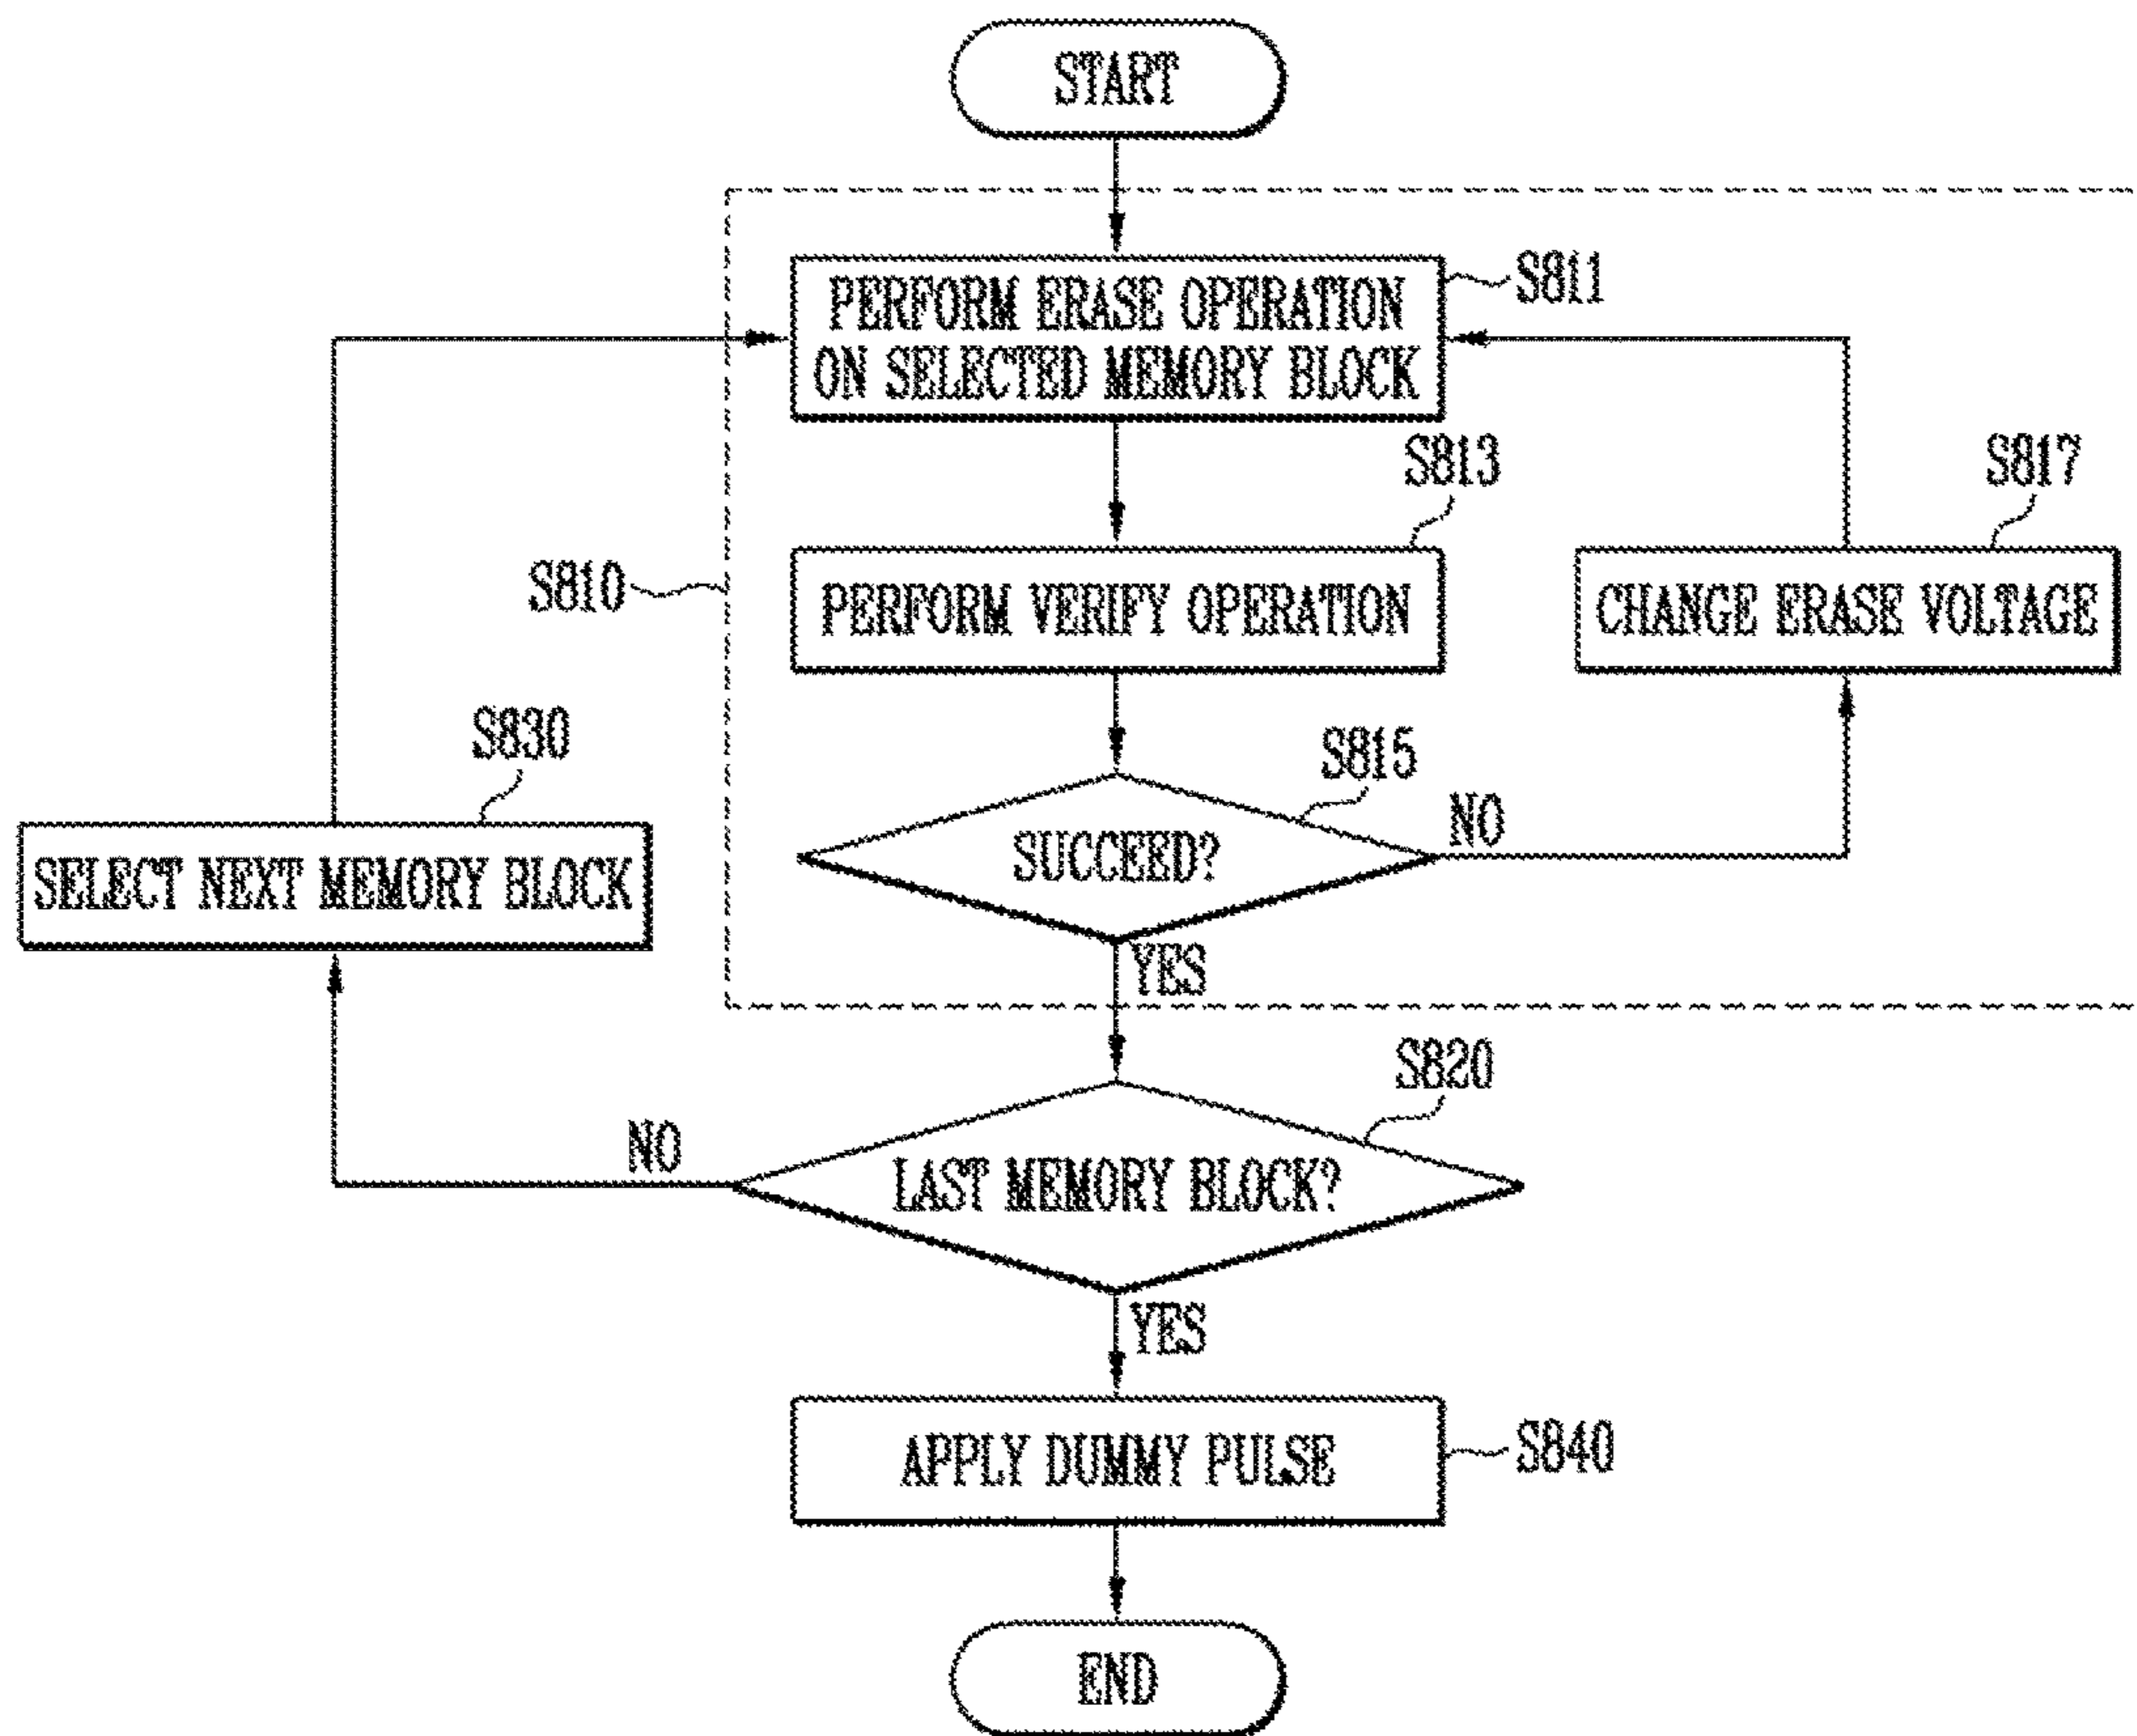 START
PERFORM ERASE OPERATION
ON SELECTED MEMORY BLOCK
S811
S813
S817
S810
PERFORM VERIFY OPERATION
CHANGE ERASE VOLTAGE
S830
S815
NO
SELECT NEXT MEMORY BLOCK
SUCCEED?
YES
S820
NO
LAST MEMORY BLOCK?
YES
APPLY DUMMY PULSE
S840
END